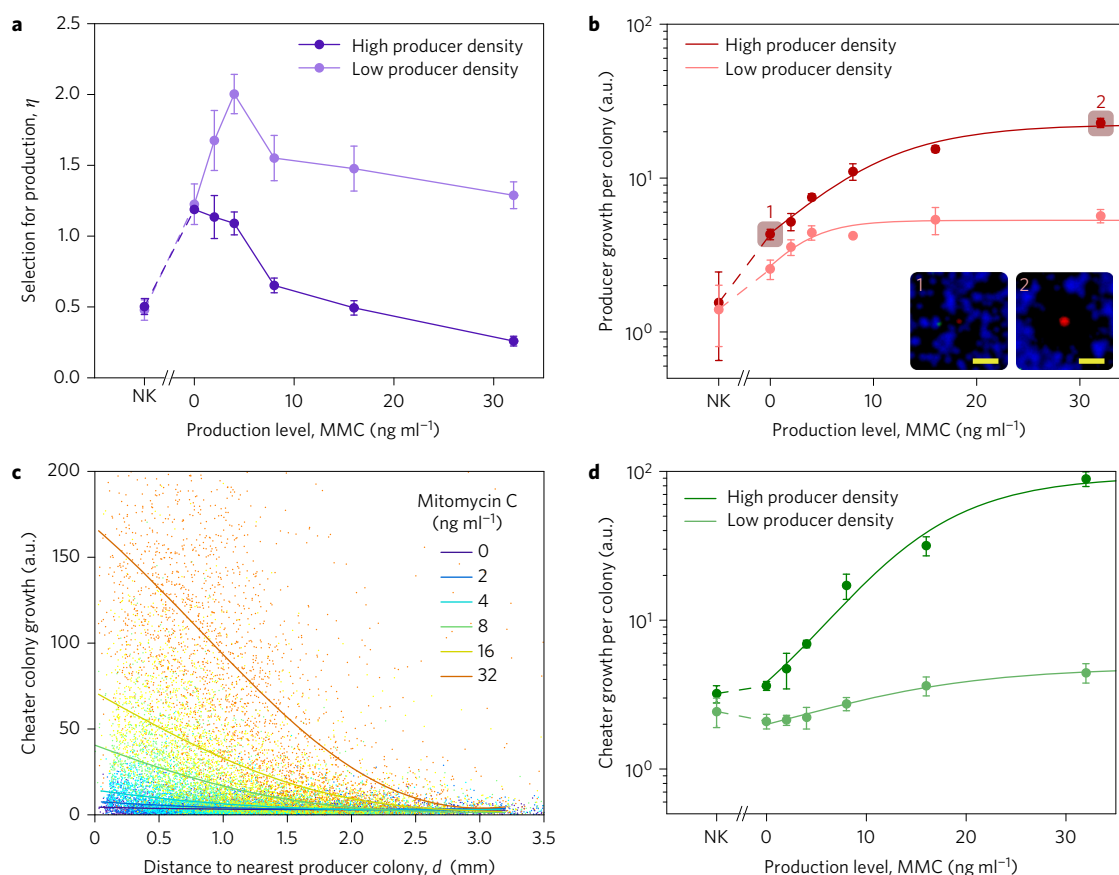 a
2.5
2.0
1.5
1.0
0.5
0.0
Selection for production, η
High producer density
Low producer density
NK
0
10
20
30
Production level, MMC (ng ml⁻¹)
b
10²
10¹
10⁰
Producer growth per colony (a.u.)
High producer density
Low producer density
1
2
1
2
NK
0
10
20
30
Production level, MMC (ng ml⁻¹)
c
200
150
100
50
0
Cheater colony growth (a.u.)
Mitomycin C
(ng ml⁻¹)
0
2
4
8
16
32
0
0.5
1.0
1.5
2.0
2.5
3.0
3.5
Distance to nearest producer colony, d (mm)
d
10²
10¹
10⁰
Cheater growth per colony (a.u.)
High producer density
Low producer density
NK
0
10
20
30
Production level, MMC (ng ml⁻¹)